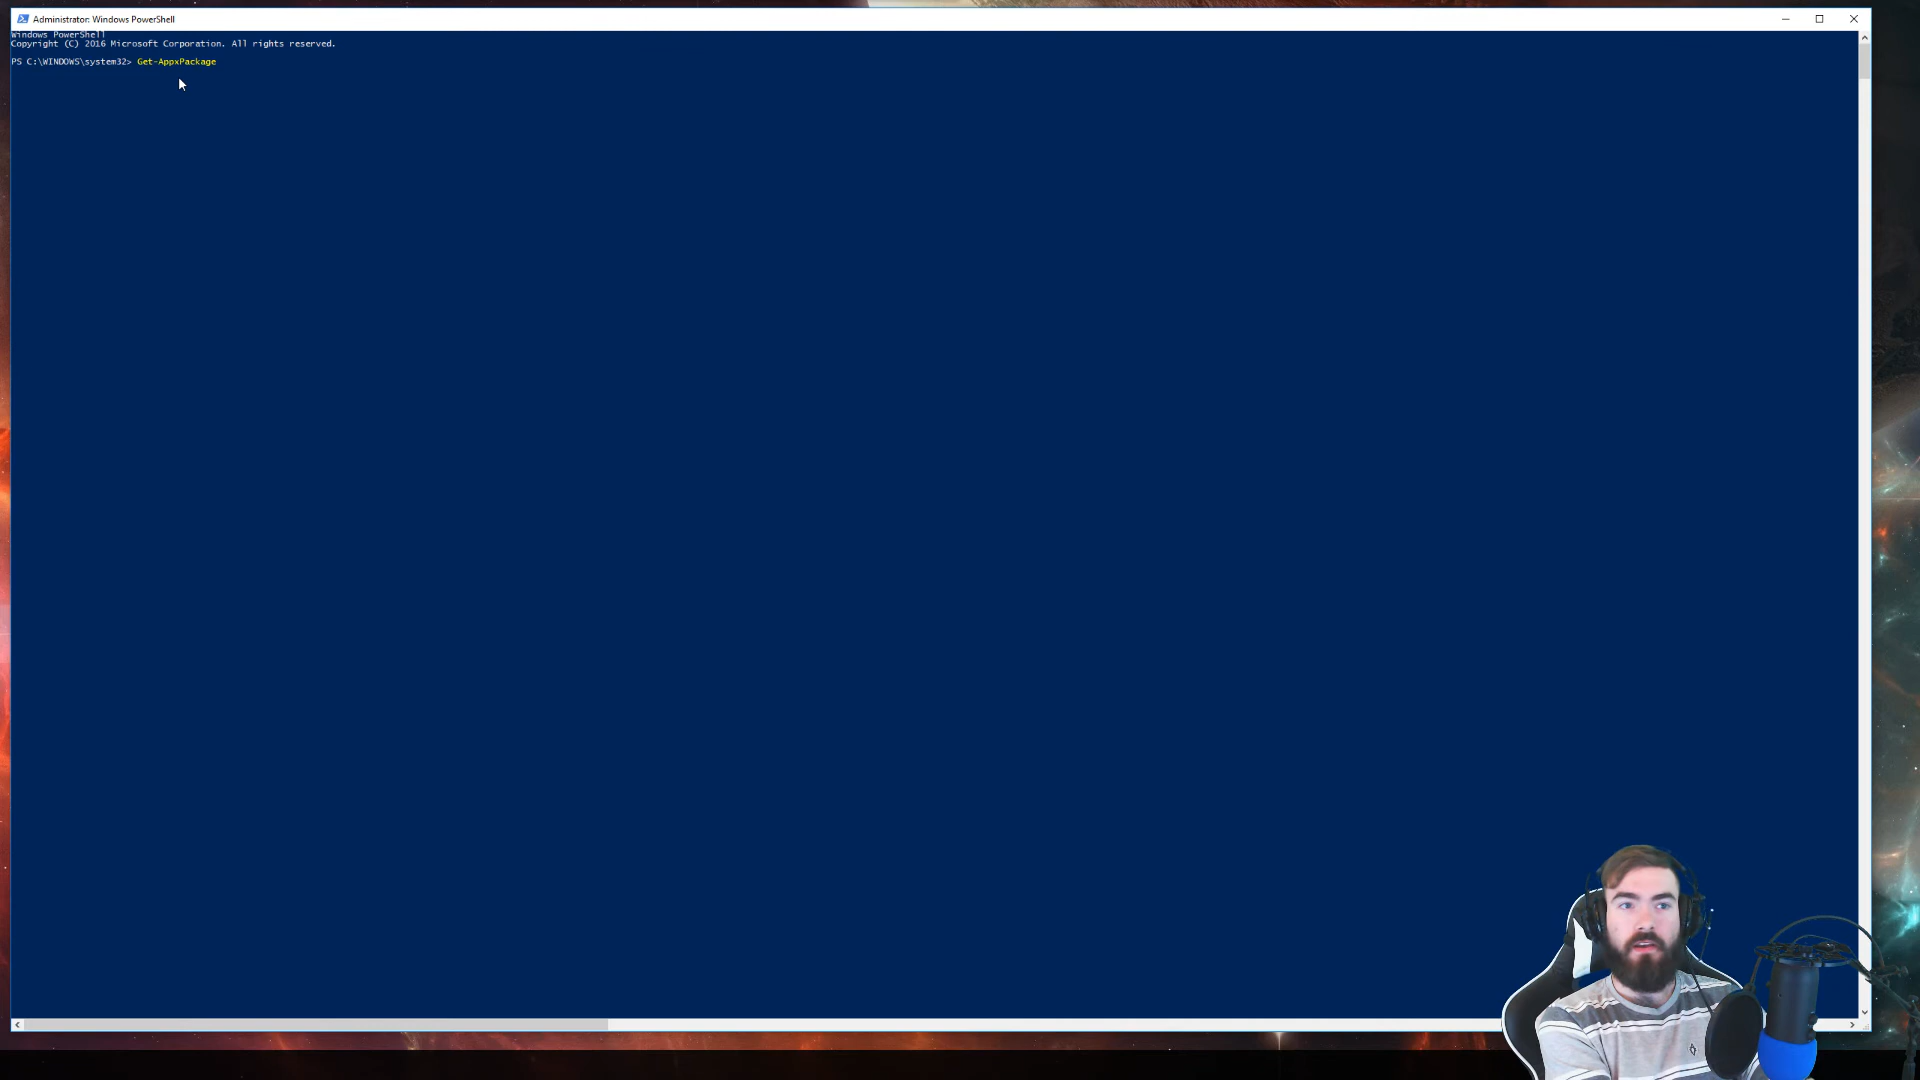 Administrator: Windows PowerShell
Windows PowerShell
Copyright (C) 2016 Microsoft Corporation. All rights reserved.
PS C:\WINDOWS\system32> Get-AppxPackage